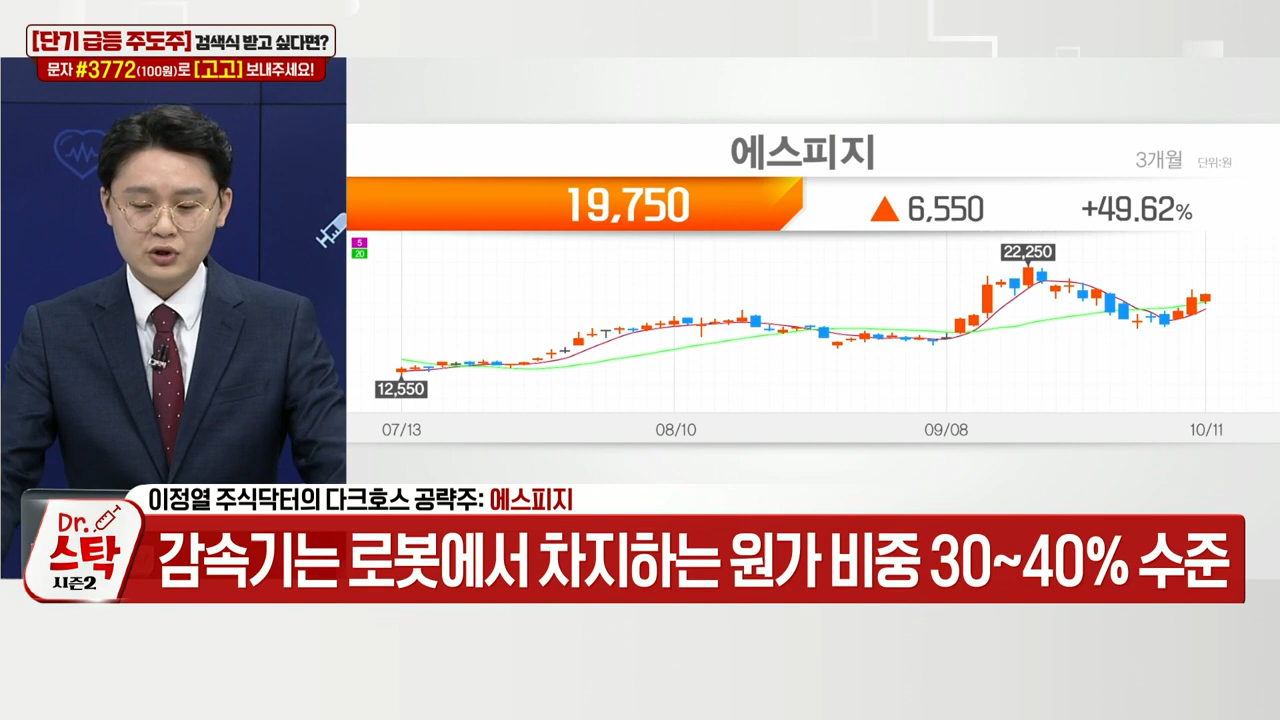 [단기 급등 주도주] 검색식 받고 싶다면?
문자 #3772(100원)로 [고고] 보내주세요!
에스피지
3개월 단위:원
19,750 ▲ 6,550 +49.62%
5
20
22,250
12,550
07/13 08/10 09/08 10/11
이정열 주식닥터의 다크호스 공략주: 에스피지
Dr.
스탁
시즌2
감속기는 로봇에서 차지하는 원가 비중 30~40% 수준